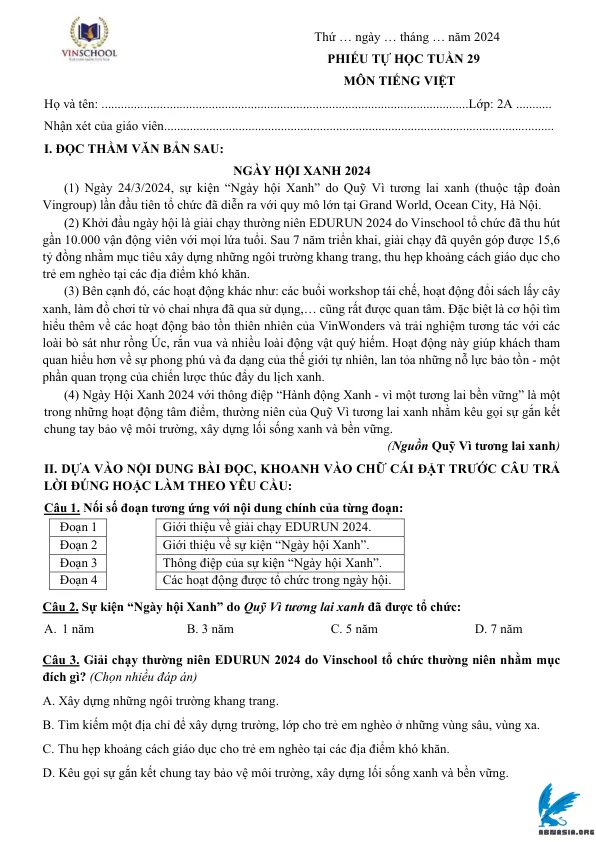 VINSCHOOL
Thứ … ngày … tháng … năm 2024
PHIẾU TỰ HỌC TUẦN 29
MÔN TIẾNG VIỆT
Họ và tên: ..................................................................................................................Lớp: 2A ...........
Nhận xét của giáo viên.........................................................................................................................
I. ĐỌC THẦM VĂN BẢN SAU:
NGÀY HỘI XANH 2024
(1) Ngày 24/3/2024, sự kiện “Ngày hội Xanh” do Quỹ Vì tương lai xanh (thuộc tập đoàn
Vingroup) lần đầu tiên tổ chức đã diễn ra với quy mô lớn tại Grand World, Ocean City, Hà Nội.
(2) Khởi đầu ngày hội là giải chạy thường niên EDURUN 2024 do Vinschool tổ chức đã thu hút
gần 10.000 vận động viên với mọi lứa tuổi. Sau 7 năm triển khai, giải chạy đã quyên góp được 15,6
tỷ đồng nhằm mục tiêu xây dựng những ngôi trường khang trang, thu hẹp khoảng cách giáo dục cho
trẻ em nghèo tại các địa điểm khó khăn.
(3) Bên cạnh đó, các hoạt động khác như: các buổi workshop tái chế, hoạt động đổi sách lấy cây
xanh, làm đồ chơi từ vỏ chai nhựa đã qua sử dụng,… cũng rất được quan tâm. Đặc biệt là cơ hội tìm
hiểu thêm về các hoạt động bảo tồn thiên nhiên của VinWonders và trải nghiệm tương tác với các
loài bò sát như rồng Úc, rắn vua và nhiều loài động vật quý hiếm. Hoạt động này giúp khách tham
quan hiểu hơn về sự phong phú và đa dạng của thế giới tự nhiên, lan tỏa những nỗ lực bảo tồn - một
phần quan trọng của chiến lược thúc đẩy du lịch xanh.
(4) Ngày Hội Xanh 2024 với thông điệp “Hành động Xanh - vì một tương lai bền vững” là một
trong những hoạt động tâm điểm, thường niên của Quỹ Vì tương lai xanh nhằm kêu gọi sự gắn kết
chung tay bảo vệ môi trường, xây dựng lối sống xanh và bền vững.
(Nguồn Quỹ Vì tương lai xanh)
II. DỰA VÀO NỘI DUNG BÀI ĐỌC, KHOANH VÀO CHỮ CÁI ĐẶT TRƯỚC CÂU TRẢ
LỜI ĐÚNG HOẶC LÀM THEO YÊU CẦU:
Câu 1. Nối số đoạn tương ứng với nội dung chính của từng đoạn:
Đoạn 1 Giới thiệu về giải chạy EDURUN 2024.
Đoạn 2 Giới thiệu về sự kiện “Ngày hội Xanh”.
Đoạn 3 Thông điệp của sự kiện “Ngày hội Xanh”.
Đoạn 4 Các hoạt động được tổ chức trong ngày hội.
Câu 2. Sự kiện “Ngày hội Xanh” do Quỹ Vì tương lai xanh đã được tổ chức:
A. 1 năm B. 3 năm C. 5 năm D. 7 năm
Câu 3. Giải chạy thường niên EDURUN 2024 do Vinschool tổ chức thường niên nhằm mục
đích gì? (Chọn nhiều đáp án)
A. Xây dựng những ngôi trường khang trang.
B. Tìm kiếm một địa chỉ để xây dựng trường, lớp cho trẻ em nghèo ở những vùng sâu, vùng xa.
C. Thu hẹp khoảng cách giáo dục cho trẻ em nghèo tại các địa điểm khó khăn.
D. Kêu gọi sự gắn kết chung tay bảo vệ môi trường, xây dựng lối sống xanh và bền vững.
ABNASIA.ORG